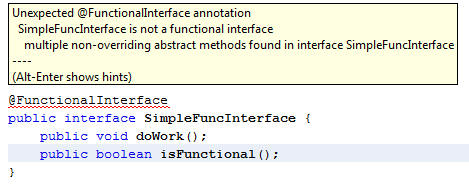 Unexpected @FunctionalInterface annotation
SimpleFuncInterface is not a functional interface
multiple non-overriding abstract methods found in interface SimpleFuncInterface
----
(Alt-Enter shows hints)
@FunctionalInterface
public interface SimpleFuncInterface {
public void doWork();
public boolean isFunctional();
}